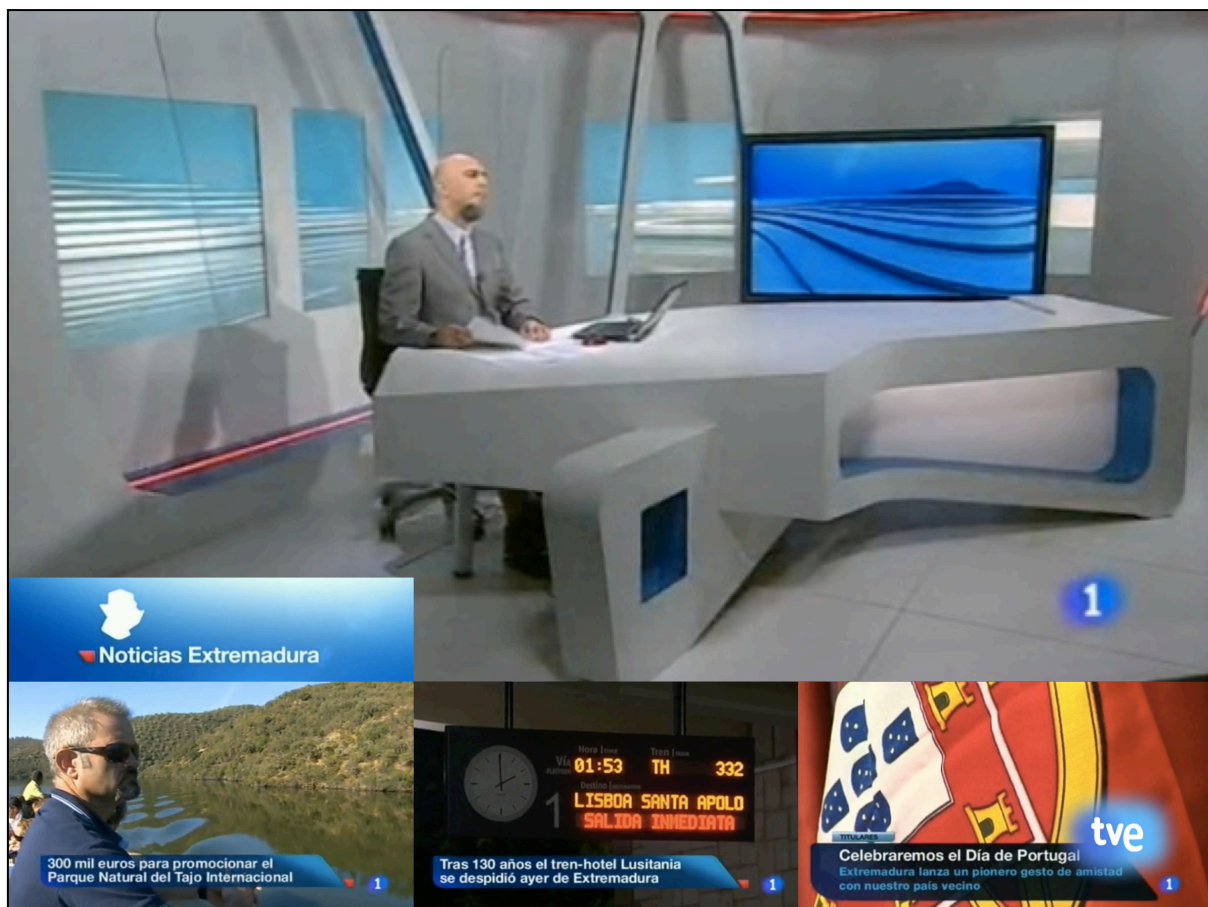 1
Noticias Extremadura
300 mil euros para promocionar el
Parque Natural del Tajo Internacional
1
Hora
Tren
VÍA
01:53
TH
332
Destino
1
LISBOA SANTA APOLO
SALIDA INMEDIATA
Tras 130 años el tren-hotel Lusitania
se despidió ayer de Extremadura
1
TITULARES
tve
Celebraremos el Día de Portugal
Extremadura lanza un pionero gesto de amistad
con nuestro país vecino
1